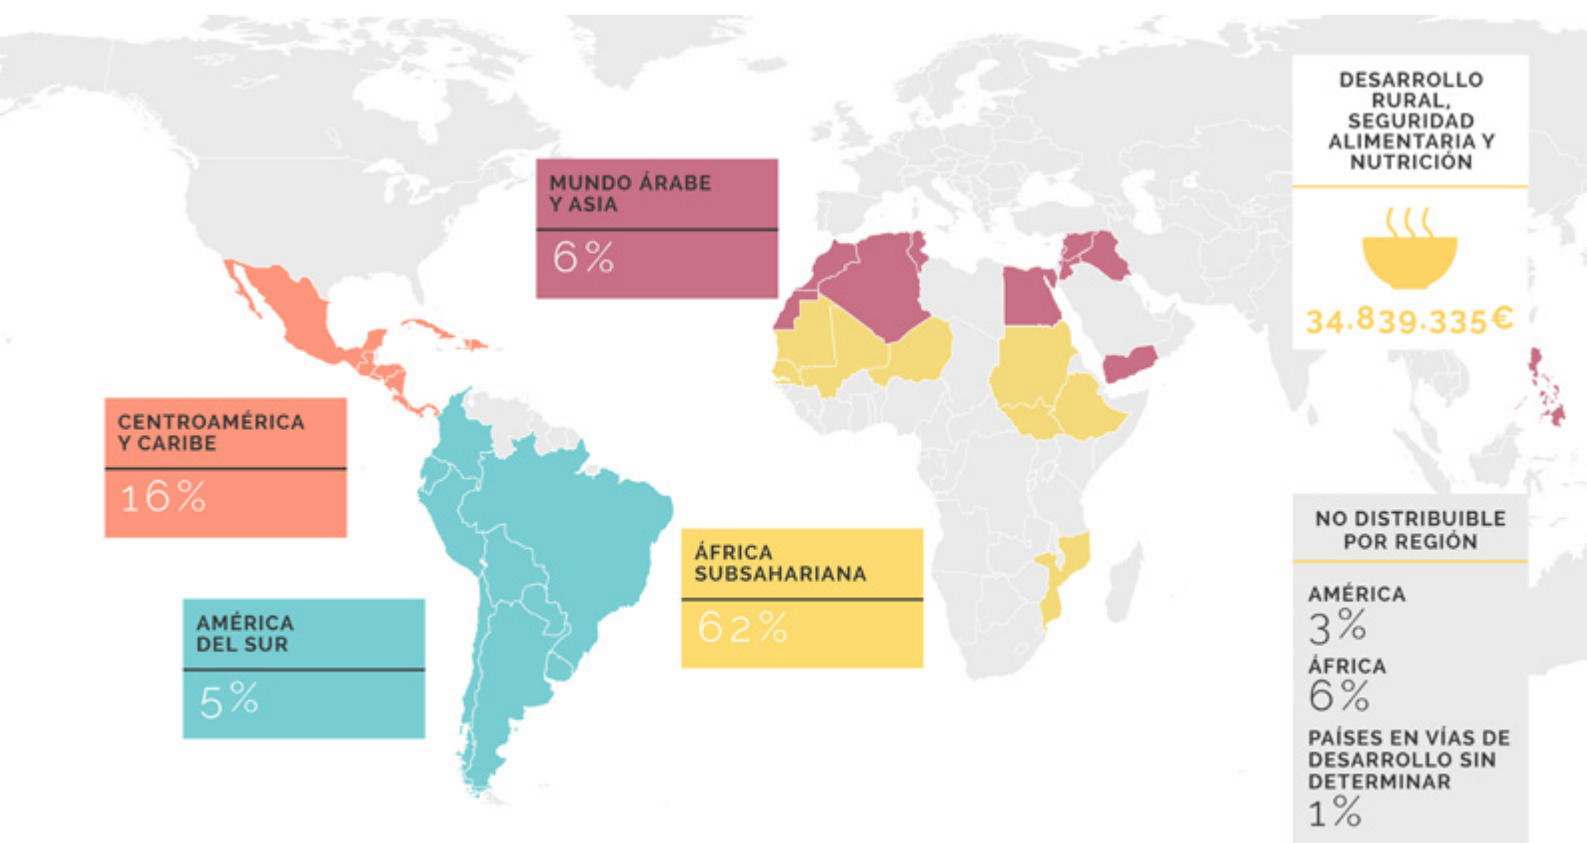 MUNDO ÁRABE
Y ASIA
6%
CENTROAMÉRICA
Y CARIBE
16%
AMÉRICA
DEL SUR
5%
ÁFRICA
SUBSAHARIANA
62%
DESARROLLO
RURAL,
SEGURIDAD
ALIMENTARIA Y
NUTRICIÓN
34.839.335€
NO DISTRIBUIBLE
POR REGIÓN
AMÉRICA
3%
ÁFRICA
6%
PAÍSES EN VÍAS DE
DESARROLLO SIN
DETERMINAR
1%